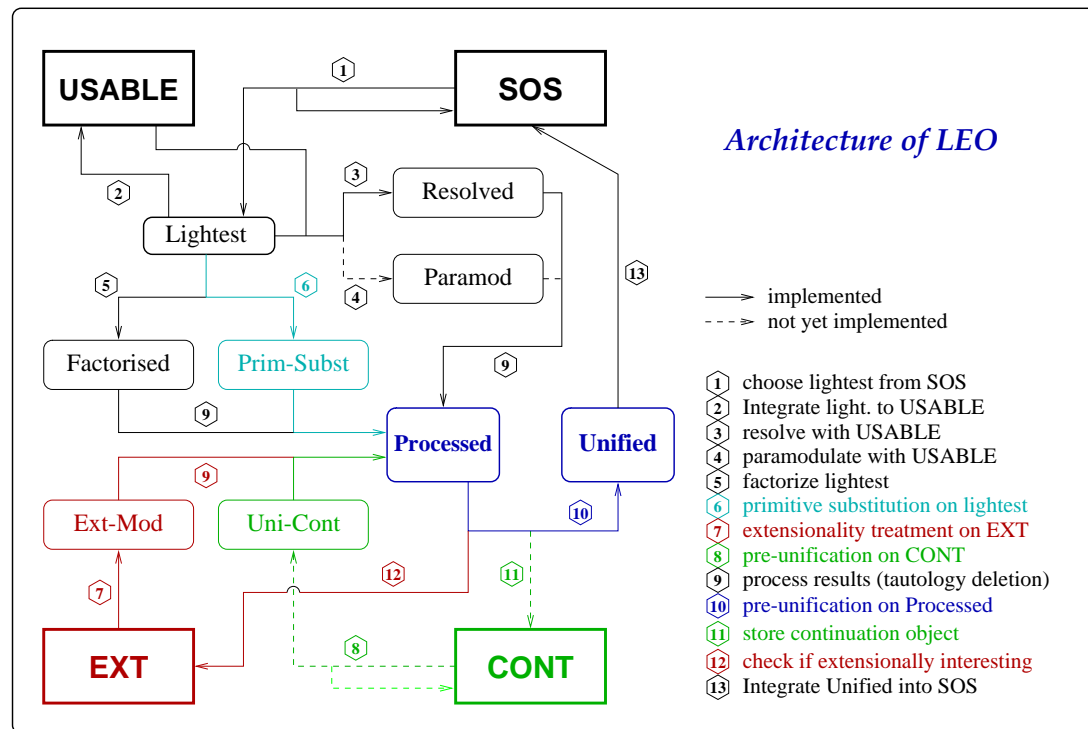 USABLE
1
SOS
Architecture of LEO
2
3
Resolved
Lightest
13
5
6
4
Paramod
implemented
not yet implemented
Factorised
Prim-Subst
9
9
Processed
Unified
9
Ext-Mod
Uni-Cont
10
12
11
7
8
EXT
CONT
1 choose lightest from SOS
2 Integrate light. to USABLE
3 resolve with USABLE
4 paramodulate with USABLE
5 factorize lightest
6 primitive substitution on lightest
7 extensionality treatment on EXT
8 pre-unification on CONT
9 process results (tautology deletion)
10 pre-unification on Processed
11 store continuation object
12 check if extensionally interesting
13 Integrate Unified into SOS